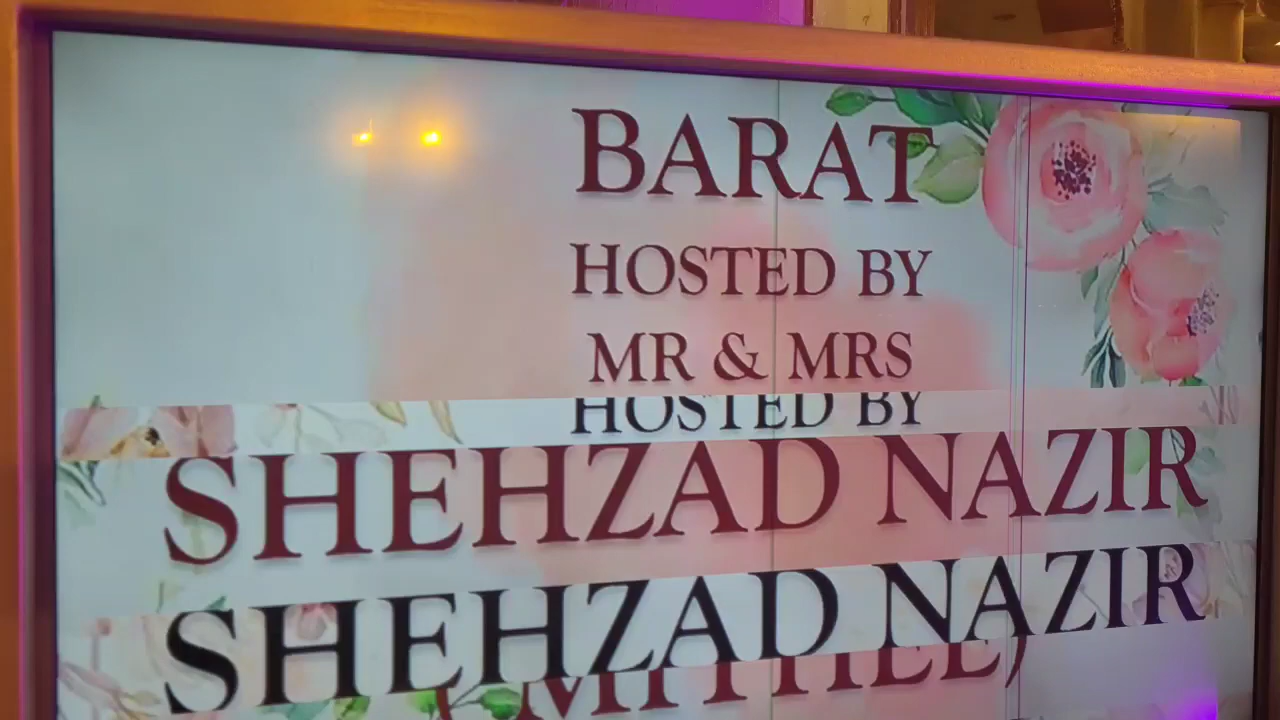 BARAT
HOSTED BY
MR & MRS
HOSTED BY
SHEHZAD NAZIR
SHEHZAD NAZIR